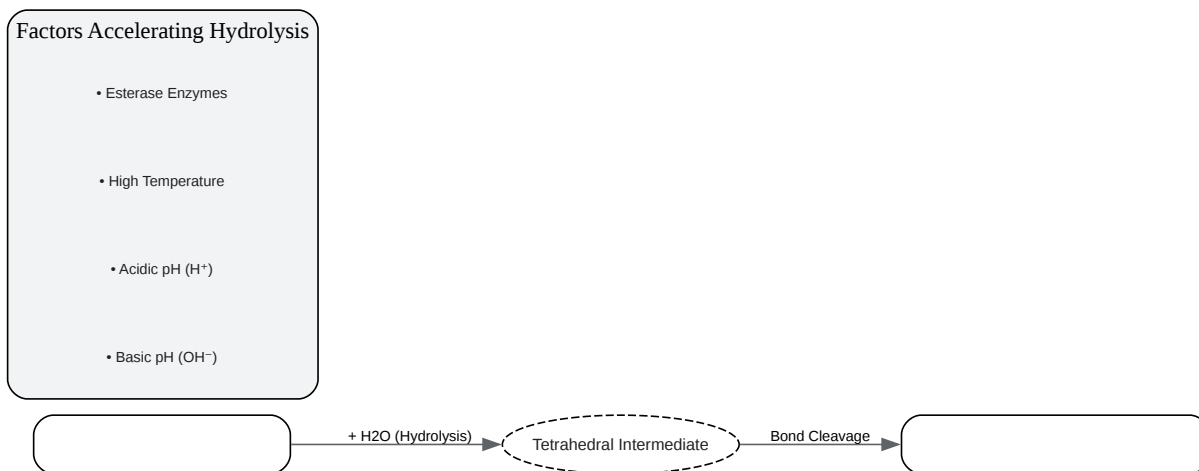 Factors Accelerating Hydrolysis
• Esterase Enzymes
• High Temperature
• Acidic pH (H⁺)
• Basic pH (OH⁻)
+ H2O (Hydrolysis)
Tetrahedral Intermediate
Bond Cleavage